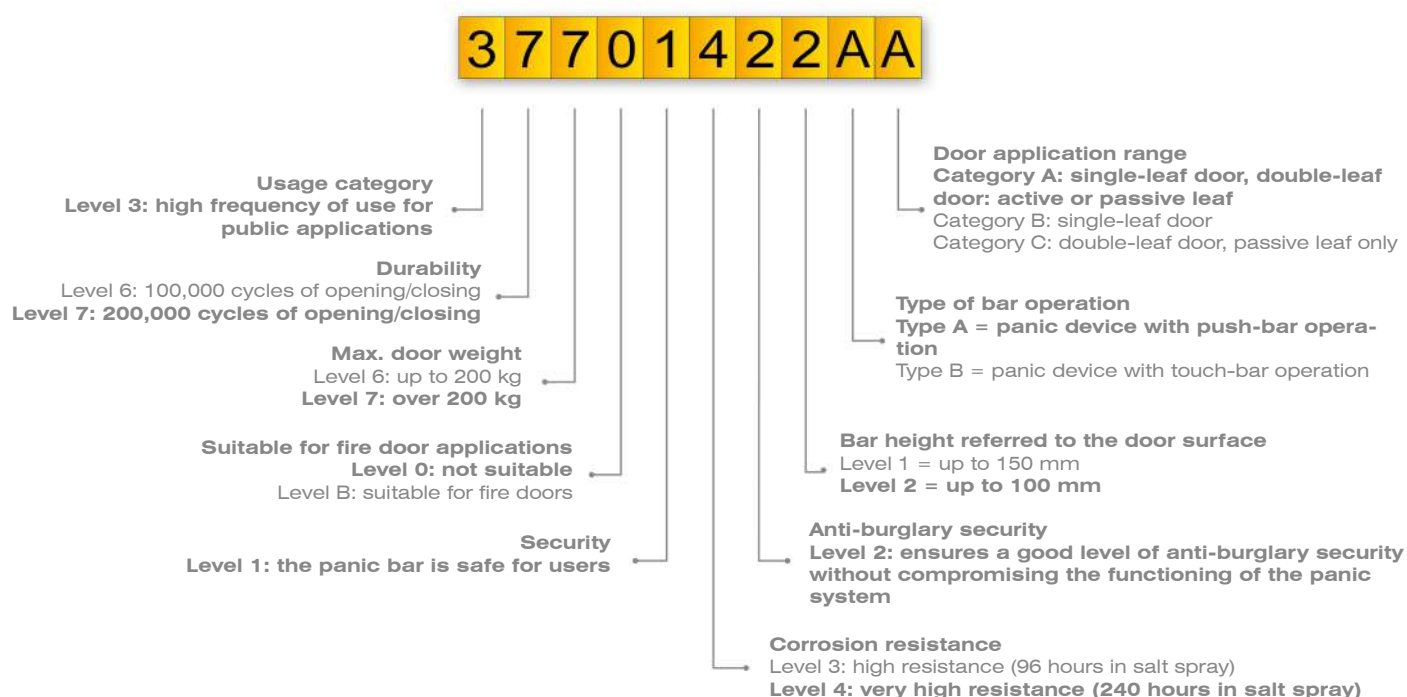 37701422AA
Usage category
Level 3: high frequency of use for
public applications
Durability
Level 6: 100,000 cycles of opening/closing
Level 7: 200,000 cycles of opening/closing
Max. door weight
Level 6: up to 200 kg
Level 7: over 200 kg
Suitable for fire door applications
Level 0: not suitable
Level B: suitable for fire doors
Security
Level 1: the panic bar is safe for users
Door application range
Category A: single-leaf door, double-leaf
door: active or passive leaf
Category B: single-leaf door
Category C: double-leaf door, passive leaf only
Type of bar operation
Type A = panic device with push-bar opera-
tion
Type B = panic device with touch-bar operation
Bar height referred to the door surface
Level 1 = up to 150 mm
Level 2 = up to 100 mm
Anti-burglary security
Level 2: ensures a good level of anti-burglary security
without compromising the functioning of the panic
system
Corrosion resistance
Level 3: high resistance (96 hours in salt spray)
Level 4: very high resistance (240 hours in salt spray)